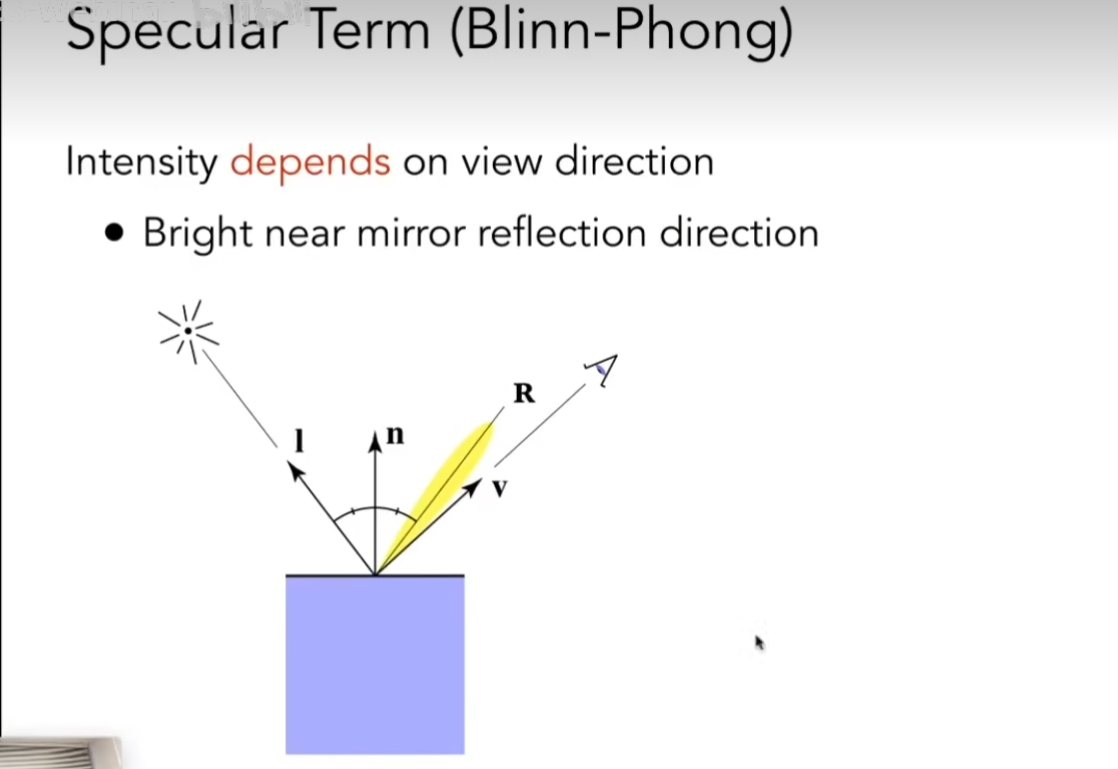 Specular Term (Blinn-Phong)
Intensity depends on view direction
• Bright near mirror reflection direction
R
l
n
v